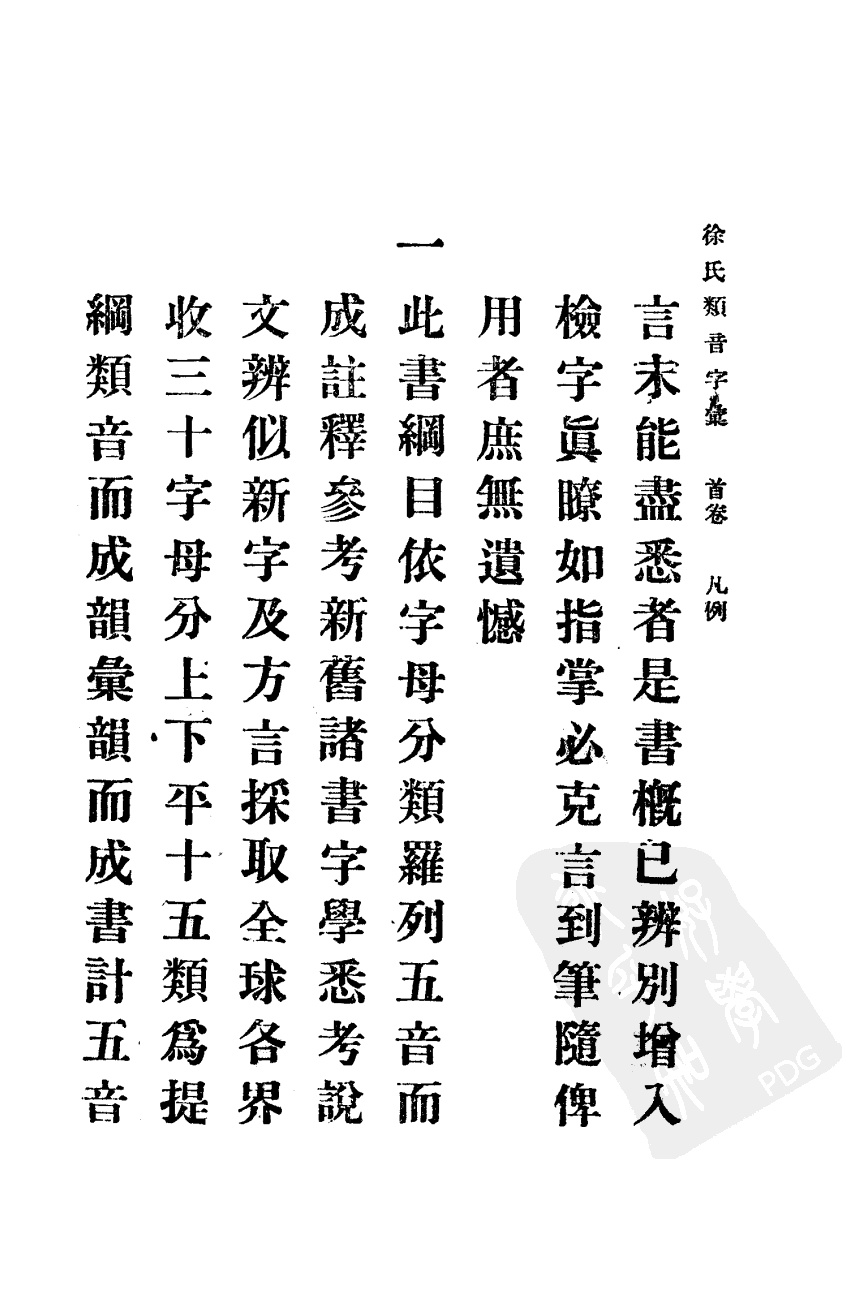 徐氏類音字彙　首卷　凡例
言末能盡悉者是書槪已辨別增入
檢字眞瞭如指掌必克言到筆隨俾
用者庶無遺憾
一此書綱目依字母分類羅列五音而
成註釋參考新舊諸書字學悉考說
文辨似新字及方言採取全球各界
收三十字母分上下平十五類爲提
綱類音而成韻彙韻而成書計五音
PDG